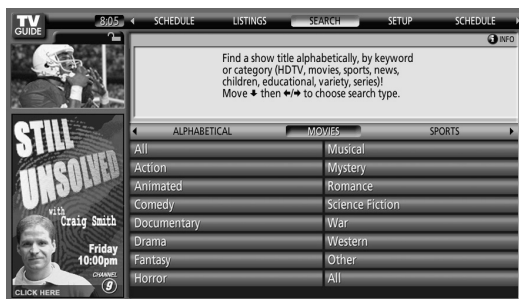 TV
GUIDE
8:05
SCHEDULE LISTINGS SEARCH SETUP SCHEDULE
i INFO
Find a show title alphabetically, by keyword
or category (HDTV, movies, sports, news,
children, educational, variety, series)!
Move ↓ then ←/→ to choose search type.
ALPHABETICAL MOVIES SPORTS
All Musical
Action Mystery
Animated Romance
Comedy Science Fiction
Documentary War
Drama Western
Fantasy Other
Horror All
STILL
UNSOLVED
with
Craig Smith
Friday
10:00pm
CHANNEL
9
CLICK HERE